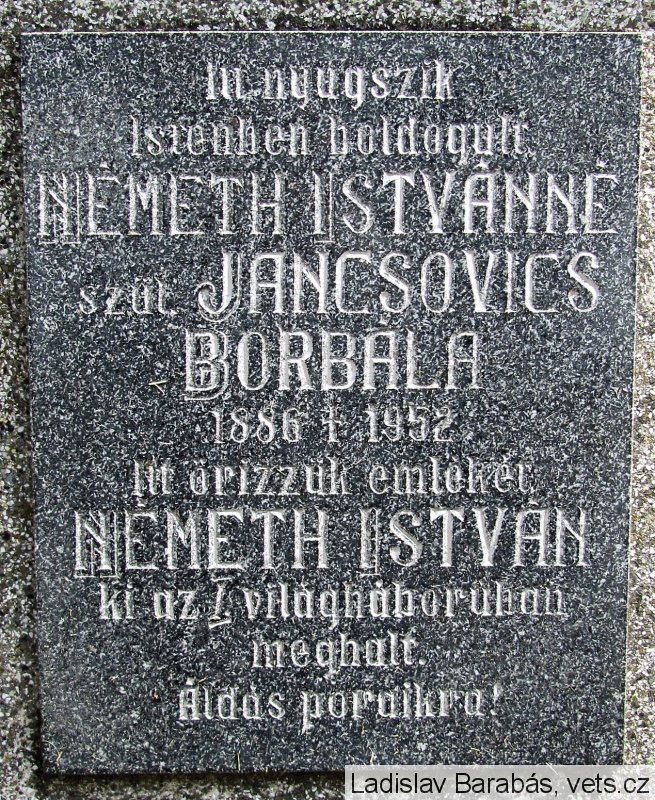 Itt nyugszik
Istenben boldogult
NÉMETH ISTVÁNNÉ
szül. JANCSOVICS
BORBÁLA
1886 † 1952
Itt őrizzük emlékét
NÉMETH ISTVÁN
ki az I. világháborúban
meghalt.
Áldás poraikra!
Ladislav Barabás, vets.cz